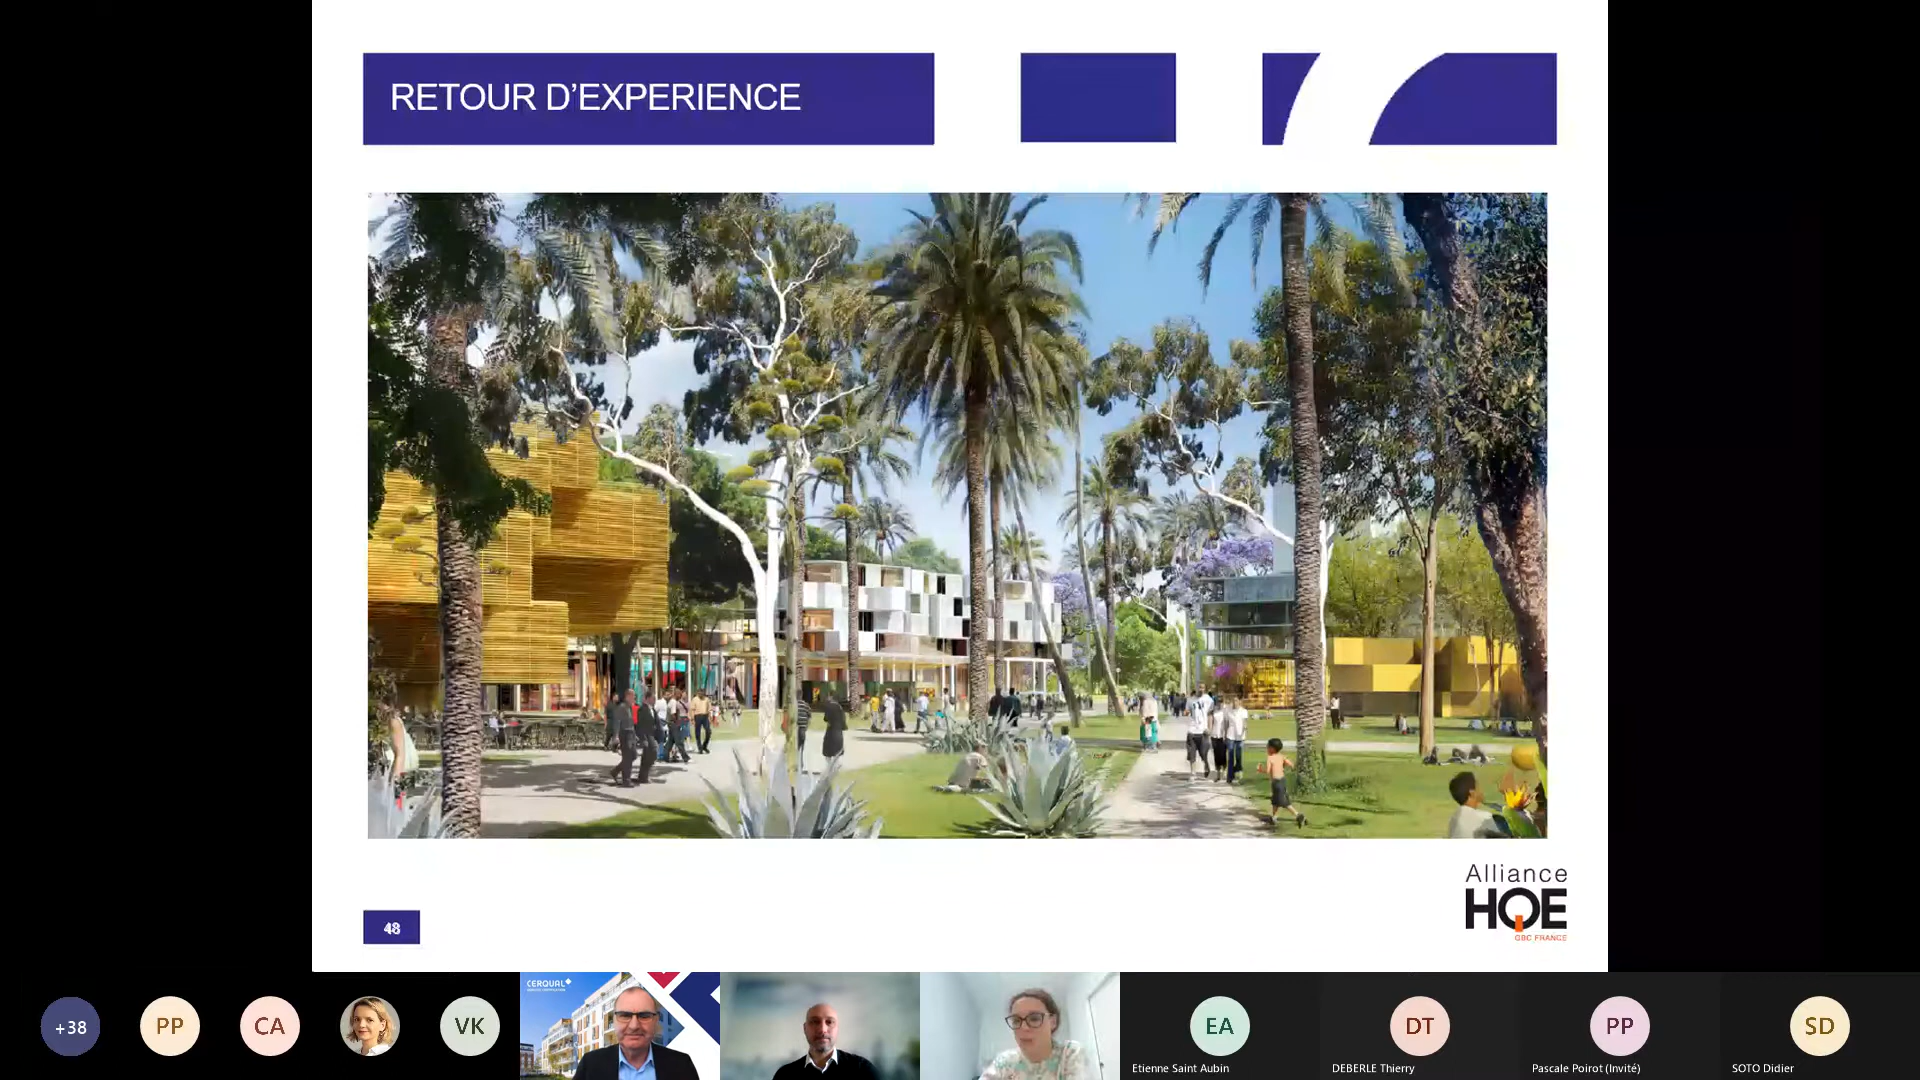 RETOUR D’EXPERIENCE
Alliance
HQE
GBC FRANCE
48
+38
PP
CA
VK
CERQUAL
EA
Etienne Saint Aubin
DT
DEBERLE Thierry
PP
Pascale Poirot (Invité)
SD
SOTO Didier